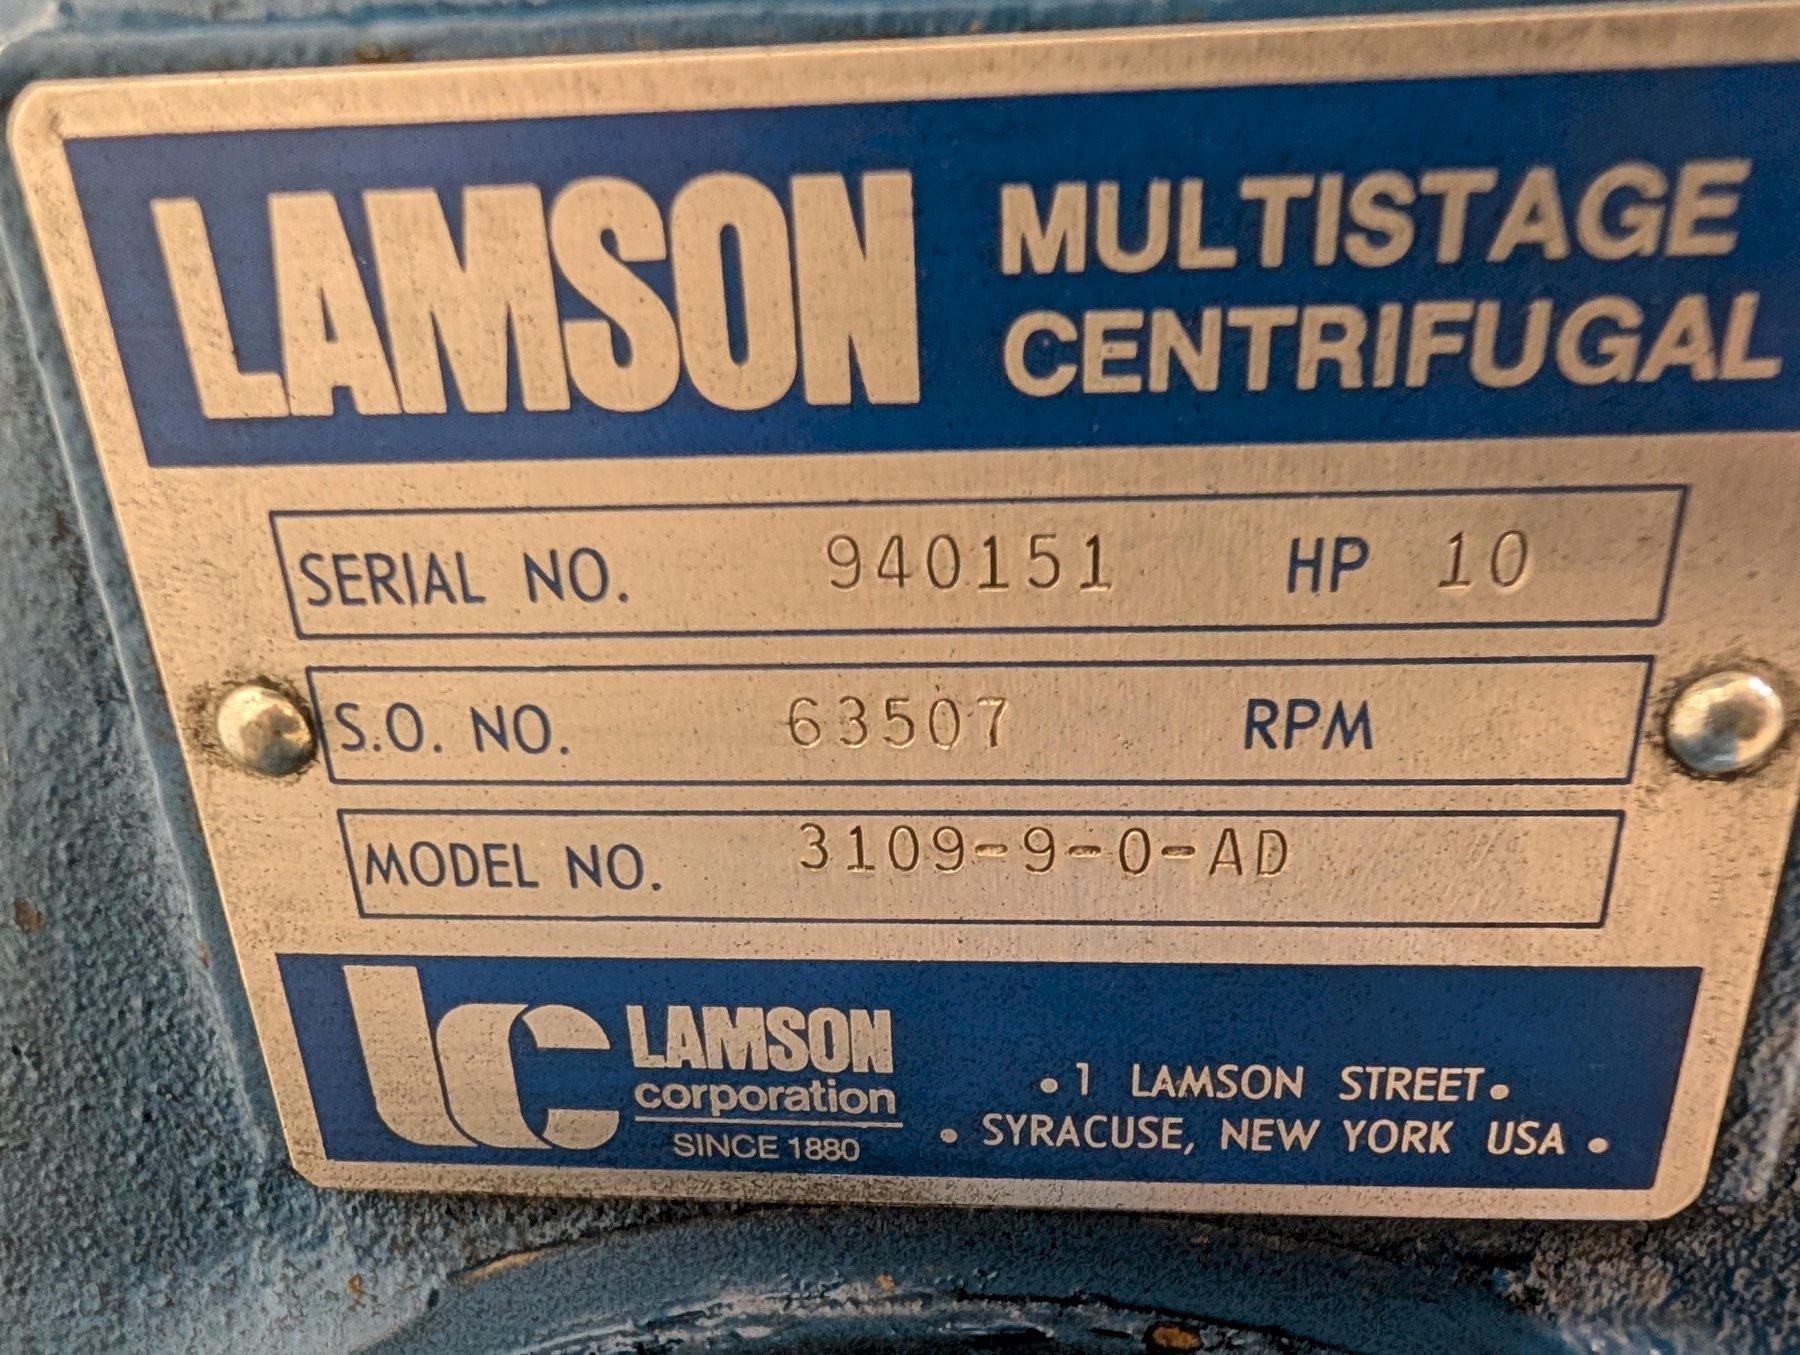 LAMSON MULTISTAGE
CENTRIFUGAL
SERIAL NO. 940151 HP 10
S.O. NO. 63507 RPM
MODEL NO. 3109-9-0-AD
lc LAMSON
corporation
SINCE 1880
• 1 LAMSON STREET •
• SYRACUSE, NEW YORK USA •